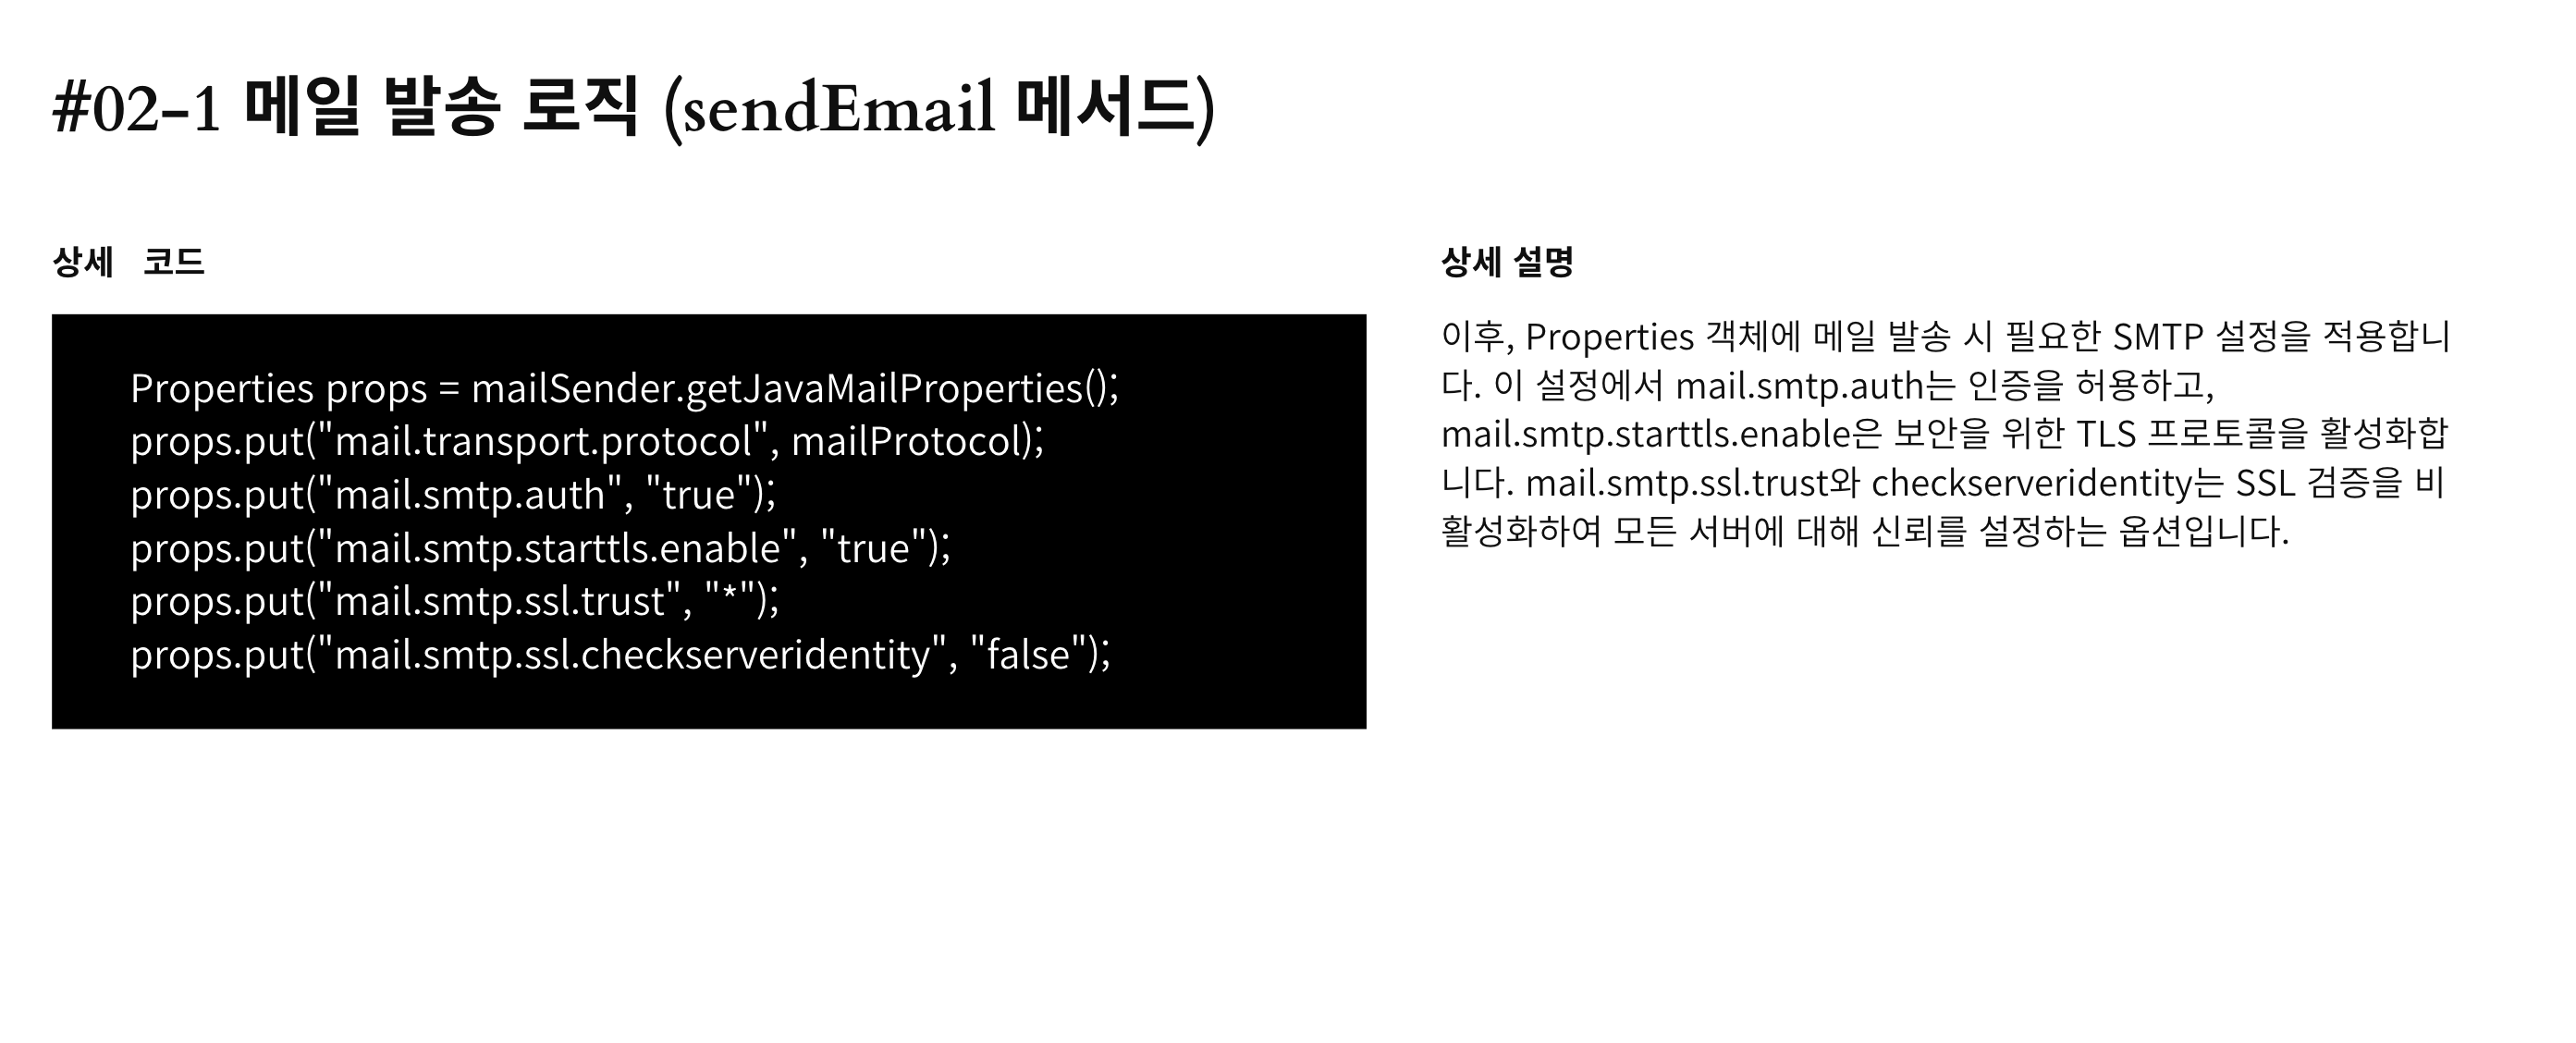 #02-1 메일 발송 로직 (sendEmail 메서드)
상세 코드
Properties props = mailSender.getJavaMailProperties();
props.put("mail.transport.protocol", mailProtocol);
props.put("mail.smtp.auth", "true");
props.put("mail.smtp.starttls.enable", "true");
props.put("mail.smtp.ssl.trust", "*");
props.put("mail.smtp.ssl.checkserveridentity", "false");
상세 설명
이후, Properties 객체에 메일 발송 시 필요한 SMTP 설정을 적용합니
다. 이 설정에서 mail.smtp.auth는 인증을 허용하고,
mail.smtp.starttls.enable은 보안을 위한 TLS 프로토콜을 활성화합
니다. mail.smtp.ssl.trust와 checkserveridentity는 SSL 검증을 비
활성화하여 모든 서버에 대해 신뢰를 설정하는 옵션입니다.